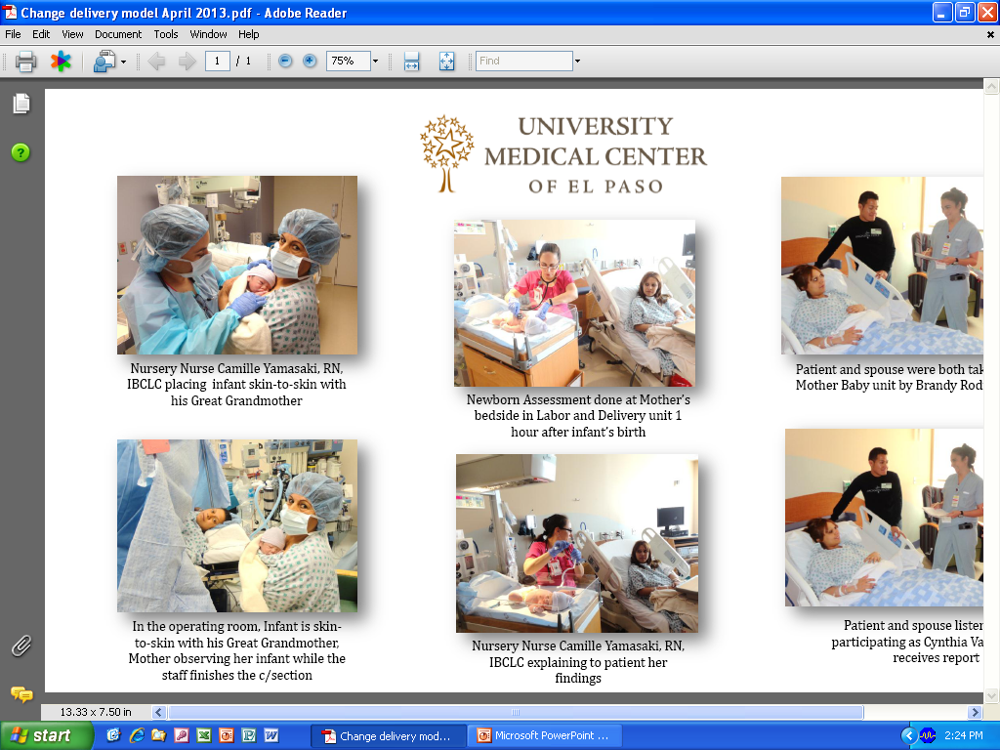 Change delivery model April 2013.pdf - Adobe Reader
File Edit View Document Tools Window Help
1 / 1 75% Find
UNIVERSITY
MEDICAL CENTER
OF EL PASO
Nursery Nurse Camille Yamasaki, RN,
IBCLC placing infant skin-to-skin with
his Great Grandmother
Newborn Assessment done at Mother's
bedside in Labor and Delivery unit 1
hour after infant's birth
Patient and spouse were both tak
Mother Baby unit by Brandy Rod
In the operating room, Infant is skin-
to-skin with his Great Grandmother,
Mother observing her infant while the
staff finishes the c/section
Nursery Nurse Camille Yamasaki, RN,
IBCLC explaining to patient her
findings
Patient and spouse listen
participating as Cynthia Va
receives report
13.33 x 7.50 in
start Change delivery mod... Microsoft PowerPoint ... 2:24 PM